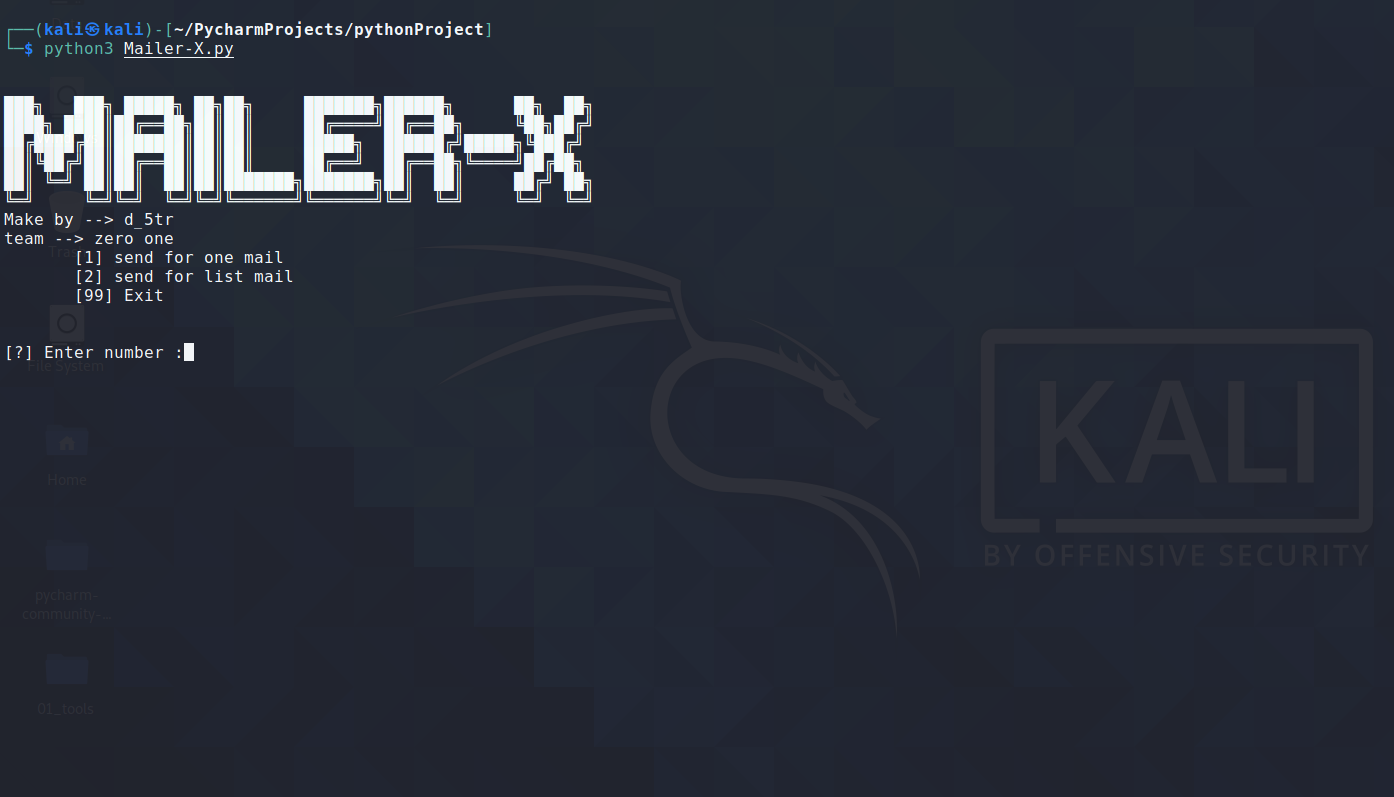 (kali㉿kali)-[~/PycharmProjects/pythonProject]
$ python3 Mailer-X.py
MAILER-X
Make by --> d_5tr
team --> zero one
[1] send for one mail
[2] send for list mail
[99] Exit
[?] Enter number :
Trash
File System
Home
pycharm-
community-...
01_tools
KALI
BY OFFENSIVE SECURITY